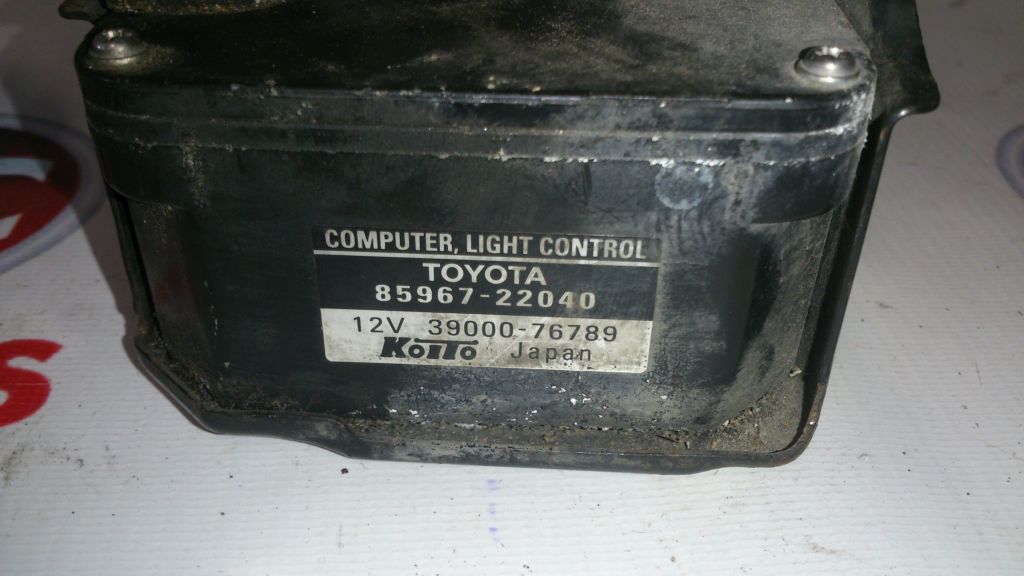 COMPUTER, LIGHT CONTROL
TOYOTA
85967-22040
12V 39000-76789
KOITO Japan
S